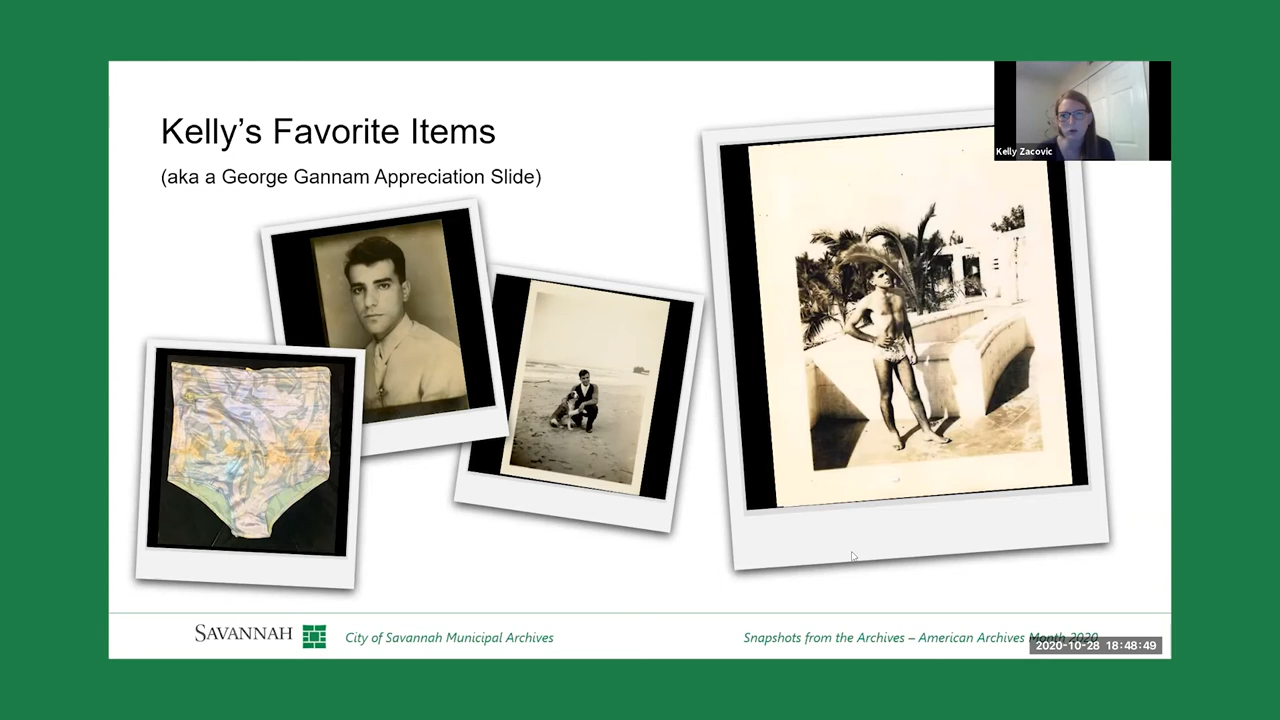 Kelly's Favorite Items
(aka a George Gannam Appreciation Slide)
Kelly Zacovic
SAVANNAH
City of Savannah Municipal Archives
Snapshots from the Archives – American Archives Month 2020
2020-10-28 18:48:49